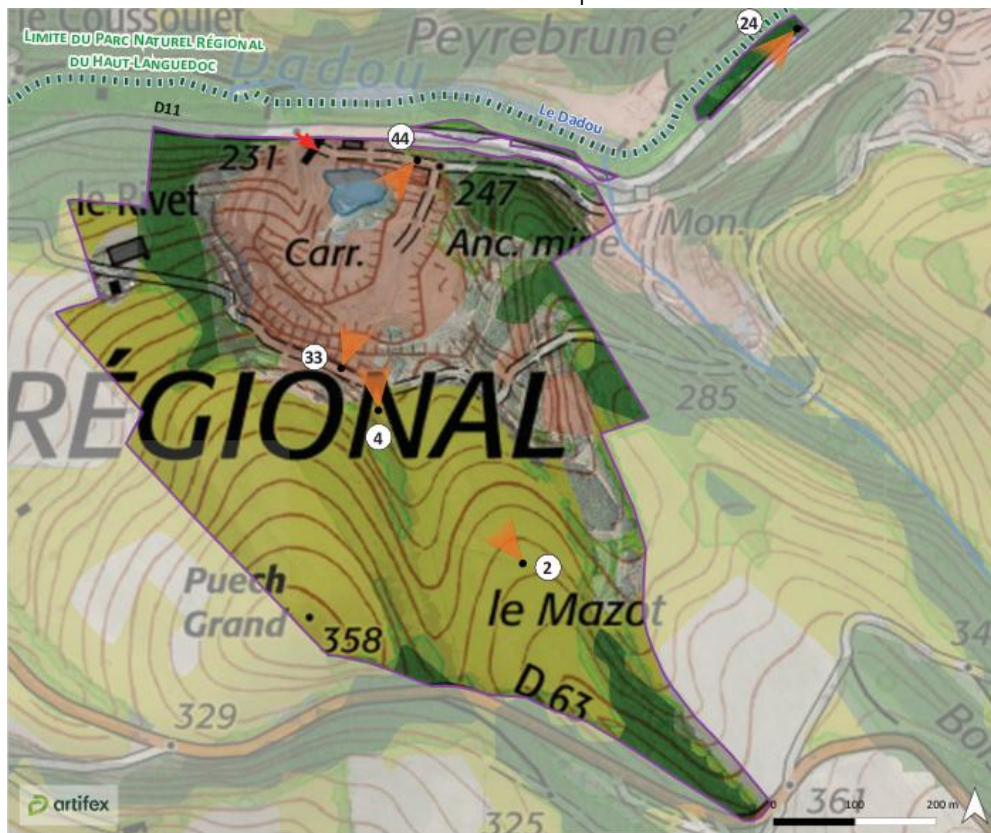 le Coussoulet
24
279
LIMITE DU PARC NATUREL RÉGIONAL
DU HAUT-LANGUEDOC
Peyrebrune
Dadou
D11
Le Dadou
44
231
247
le Rivet
Mon.
Carr.
Anc. mine
33
RÉGIONAL
285
4
2
Puech
Grand
le Mazot
358
D 63
329
34
361
325
artifex
0 100 200 m